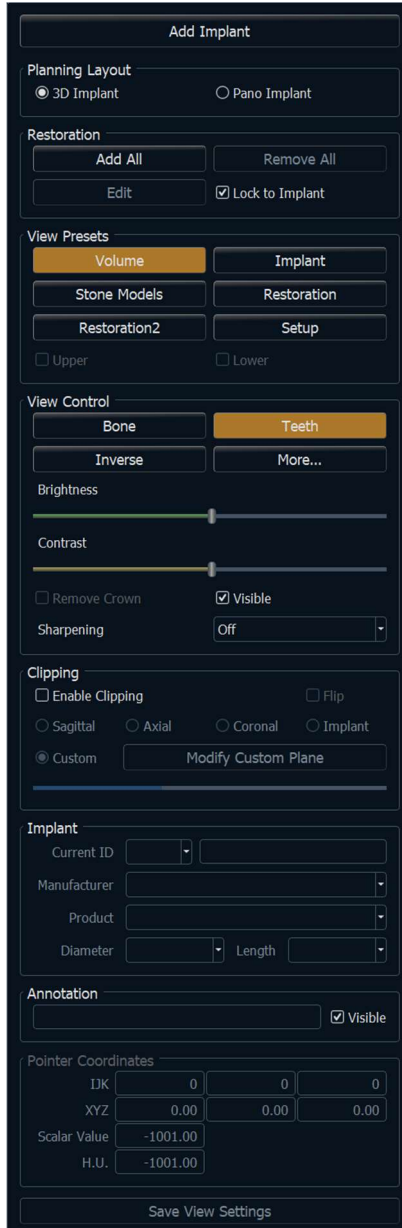 Add Implant
Planning Layout
3D Implant Pano Implant
Restoration
Add All Remove All
Edit Lock to Implant
View Presets
Volume Implant
Stone Models Restoration
Restoration2 Setup
Upper Lower
View Control
Bone Teeth
Inverse More...
Brightness
Contrast
Remove Crown Visible
Sharpening Off
Clipping
Enable Clipping Flip
Sagittal Axial Coronal Implant
Custom Modify Custom Plane
Implant
Current ID
Manufacturer
Product
Diameter Length
Annotation
Visible
Pointer Coordinates
IJK 0 0 0
XYZ 0.00 0.00 0.00
Scalar Value -1001.00
H.U. -1001.00
Save View Settings